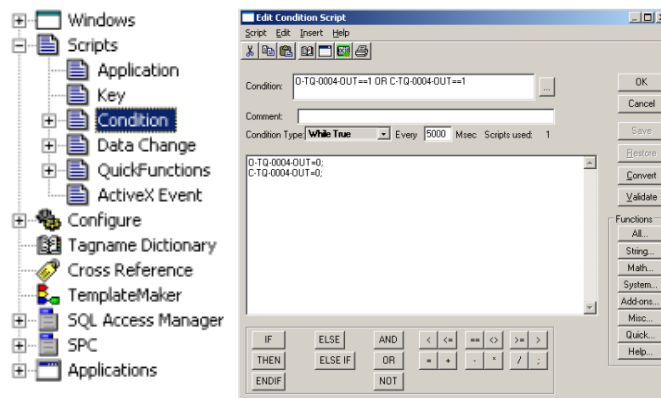 Windows
Scripts
Application
Key
Condition
Data Change
QuickFunctions
ActiveX Event
Configure
Tagname Dictionary
Cross Reference
TemplateMaker
SQL Access Manager
SPC
Applications
Edit Condition Script
Script Edit Insert Help
Condition: O-TQ-0004-OUT==1 OR C-TQ-0004-OUT==1 ...
Comment:
Condition Type: While True Every 5000 Msec Scripts used: 1
O-TQ-0004-OUT=0;
C-TQ-0004-OUT=0;
OK
Cancel
Save
Restore
Convert
Validate
Functions
All...
String...
Math...
System...
Add-ons...
Misc...
Quick...
Help...
IF ELSE AND < <= == <> >= >
THEN ELSE IF OR = + - * / ;
ENDIF NOT